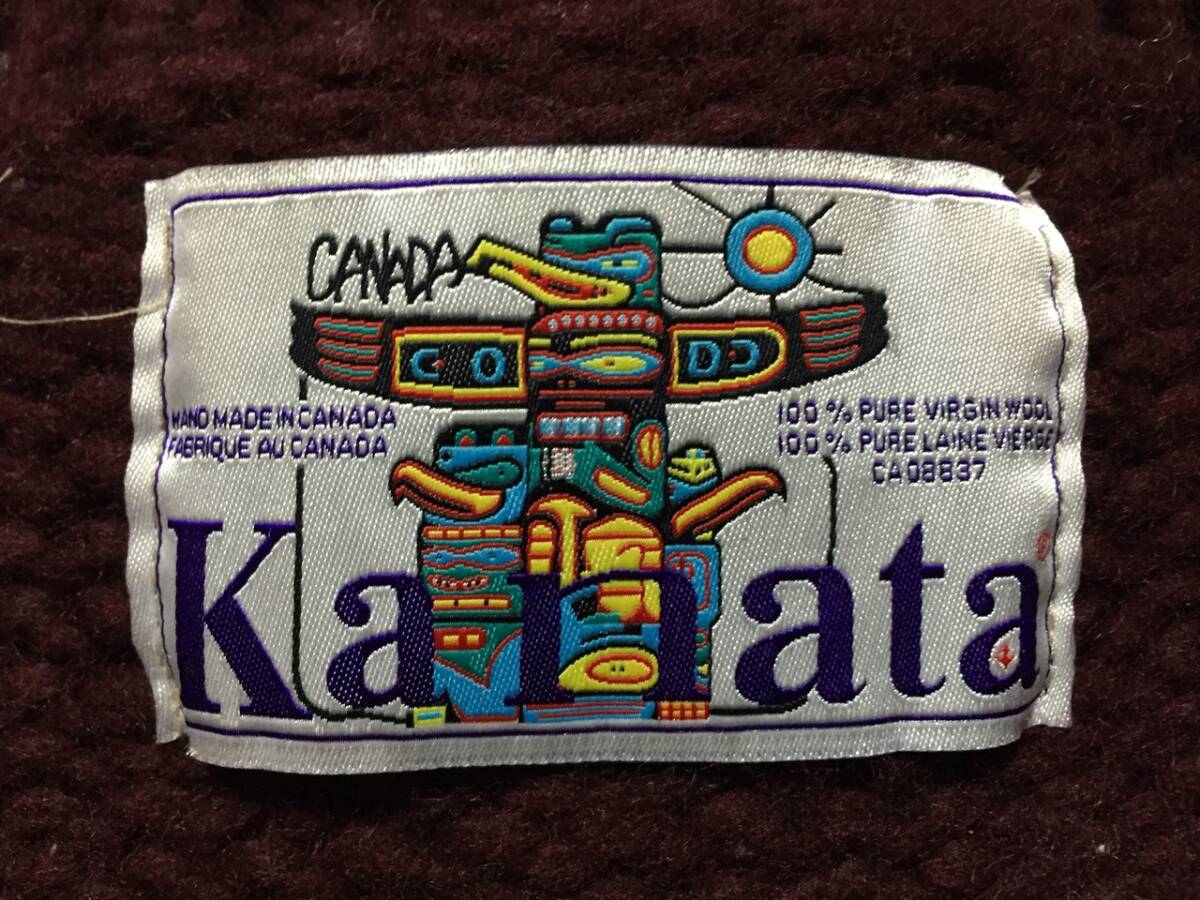 CANADA
HAND MADE IN CANADA
FABRIQUE AU CANADA
100 % PURE VIRGIN WOOL
100 % PURE LAINE VIERGE
CA08837
Kanata